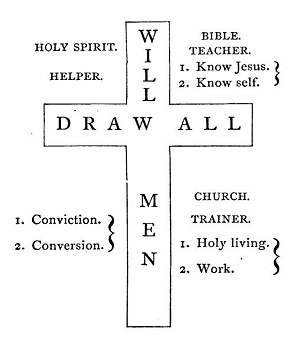 HOLY SPIRIT.
HELPER.
WILL
BIBLE.
TEACHER.
1. Know Jesus.
2. Know self.
DRAW ALL
1. Conviction.
2. Conversion.
MEN
CHURCH.
TRAINER.
1. Holy living.
2. Work.